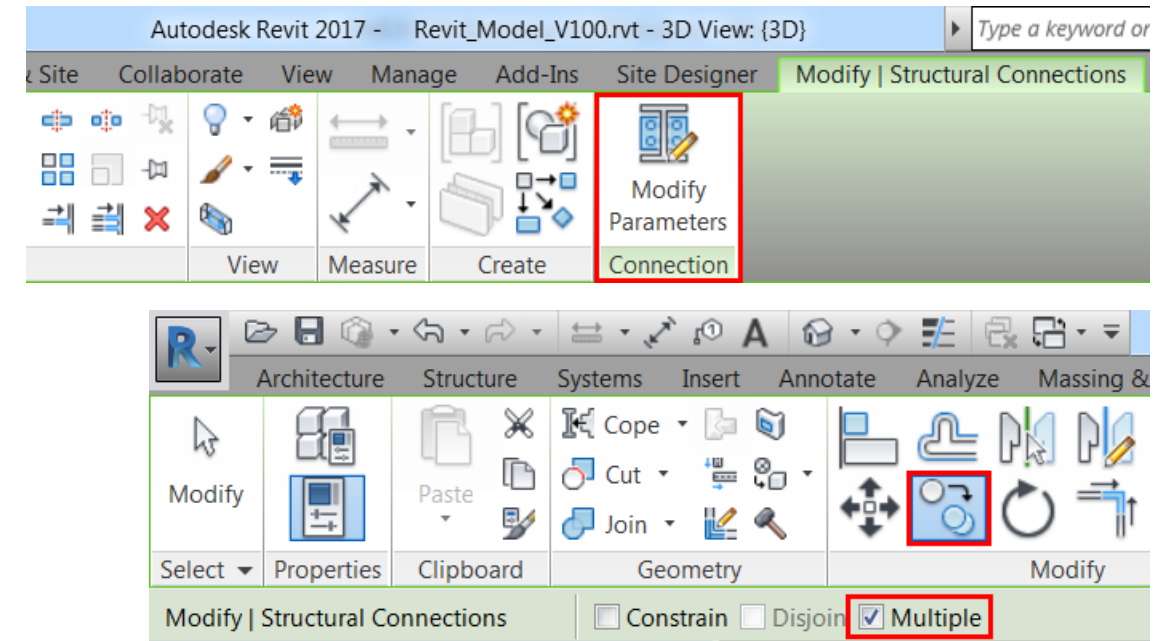 Autodesk Revit 2017 - Revit_Model_V100.rvt - 3D View: {3D}
Type a keyword or
& Site Collaborate View Manage Add-Ins Site Designer Modify | Structural Connections
Modify
Parameters
View Measure Create Connection
R
A
Architecture Structure Systems Insert Annotate Analyze Massing &
Cope
Cut
Join
Modify
Paste
Select Properties Clipboard Geometry Modify
Modify | Structural Connections Constrain Disjoin Multiple